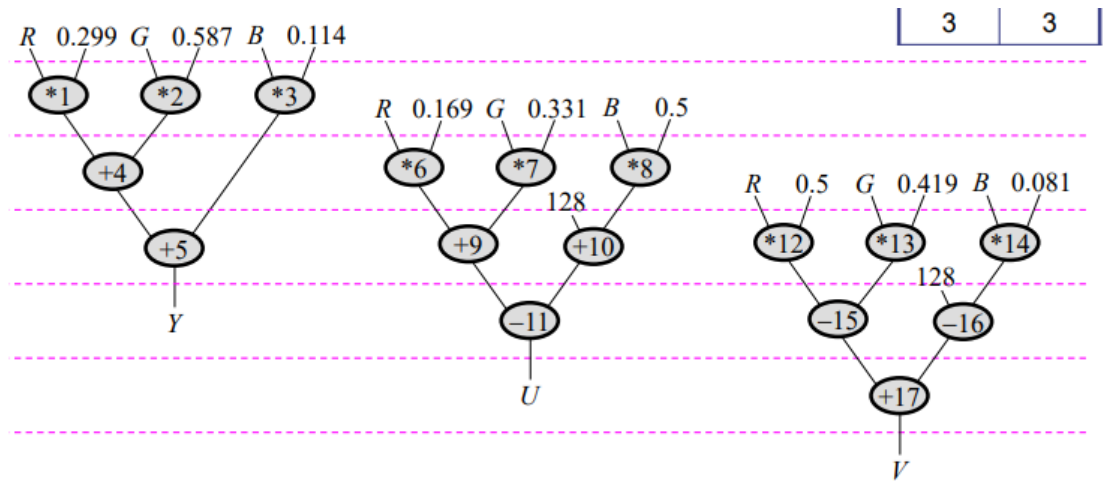 3 3
R 0.299 G 0.587 B 0.114
*1 *2 *3
R 0.169 G 0.331 B 0.5
+4 *6 *7 *8
R 0.5 G 0.419 B 0.081
128
+5 +9 +10 *12 *13 *14
128
Y –11 –15 –16
U +17
V